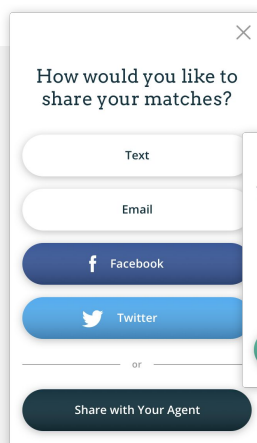 How would you like to
share your matches?
Text
Email
Facebook
Twitter
or
Share with Your Agent